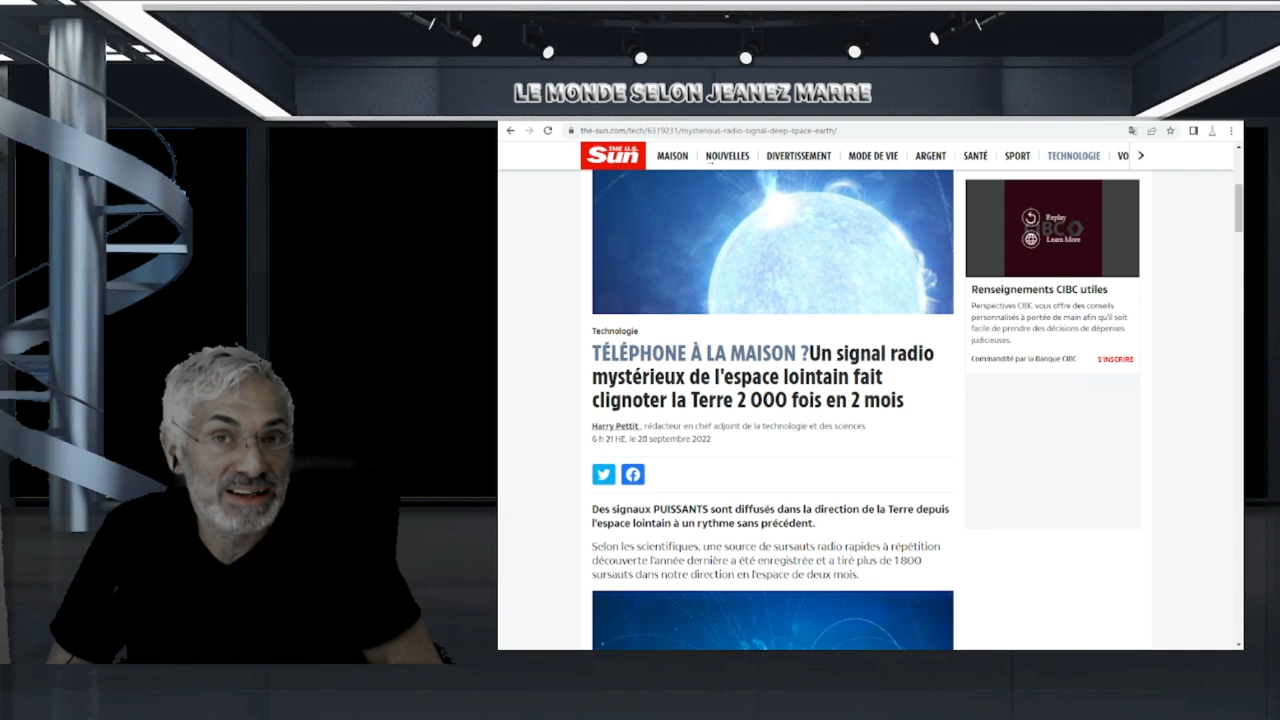 LE MONDE SELON JEANEZ MARRE
the-sun.com/tech/6319231/mysterious-radio-signal-deep-space-earth/
THE U.S. Sun MAISON NOUVELLES DIVERTISSEMENT MODE DE VIE ARGENT SANTÉ SPORT TECHNOLOGIE VO
Replay
CIBC
Learn More
Renseignements CIBC utiles
Perspectives CIBC vous offre des conseils
personnalisés à portée de main afin qu'il soit
facile de prendre des décisions de dépenses
judicieuses.
Commandité par la Banque CIBC S'INSCRIRE
Technologie
TÉLÉPHONE À LA MAISON ?Un signal radio
mystérieux de l'espace lointain fait
clignoter la Terre 2 000 fois en 2 mois
Harry Pettit , rédacteur en chef adjoint de la technologie et des sciences
6 h 21 HE, le 28 septembre 2022
Des signaux PUISSANTS sont diffusés dans la direction de la Terre depuis
l'espace lointain à un rythme sans précédent.
Selon les scientifiques, une source de sursauts radio rapides à répétition
découverte l'année dernière a été enregistrée et a tiré plus de 1 800
sursauts dans notre direction en l'espace de deux mois.